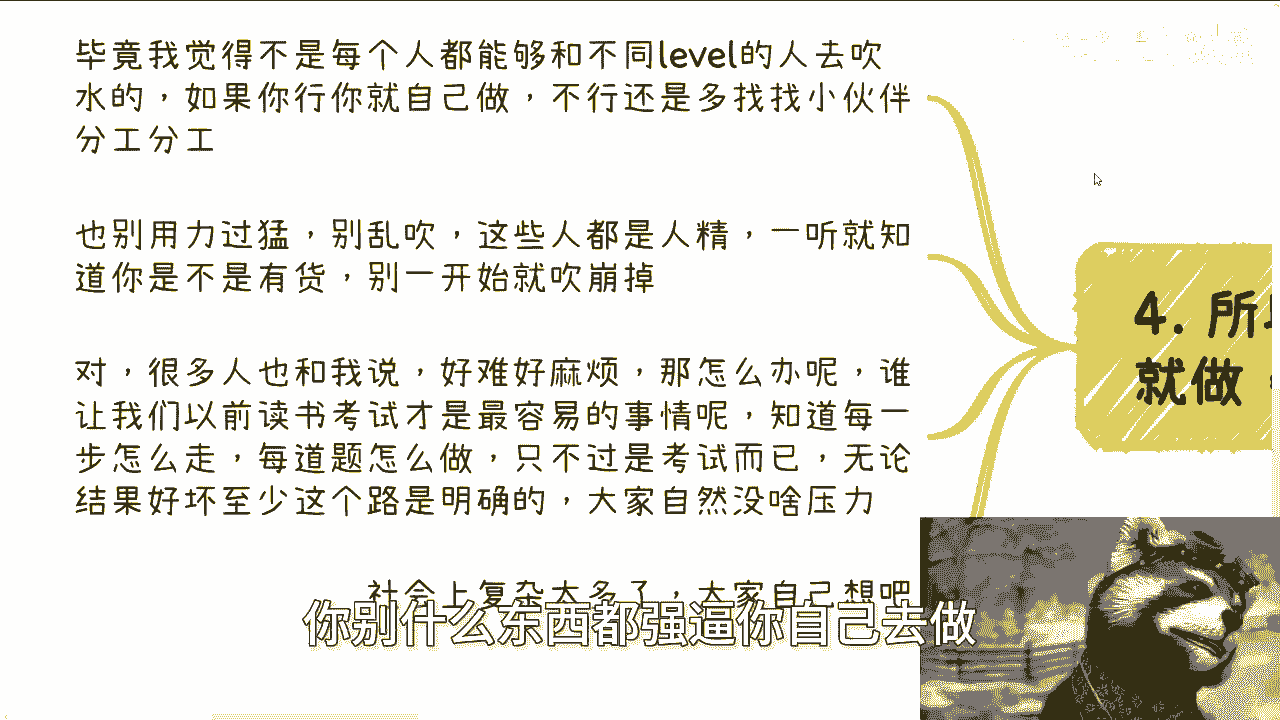 毕竟我觉得不是每个人都能够和不同level的人去吹
水的，如果你行你就自己做，不行还是多找找小伙伴
分工分工
也别用力过猛，别乱吹，这些人都是人精，一听就知
道你是不是有货，别一开始就吹崩掉
对，很多人也和我说，好难好麻烦，那怎么办呢，谁
让我们以前读书考试才是最容易的事情呢，知道每一
步怎么走，每道题怎么做，只不过是考试而已，无论
结果好坏至少这个路是明确的，大家自然没啥压力
社会上复杂太多了，大家自己想吧
4. 所
就做
你别什么东西都强逼你自己去做